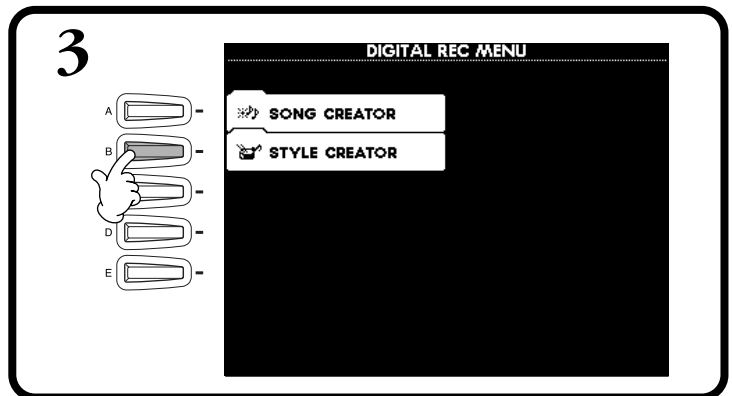 3
DIGITAL REC MENU
A
SONG CREATOR
B
STYLE CREATOR
D
E